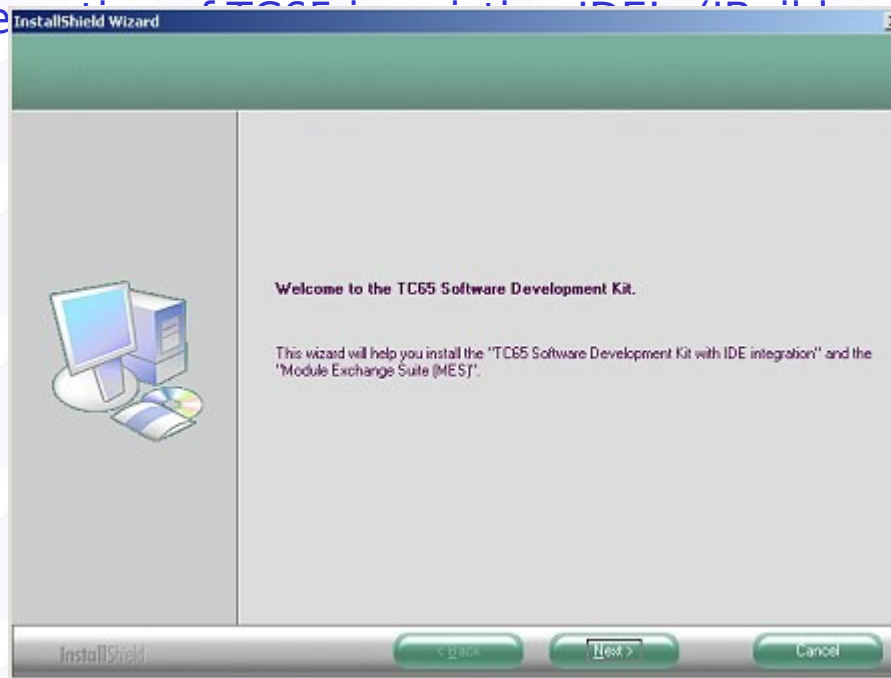 InstallShield Wizard
Welcome to the TC65 Software Development Kit.
This wizard will help you install the "TC65 Software Development Kit with IDE integration" and the
"Module Exchange Suite (MES)".
InstallShield
< Back
Next >
Cancel